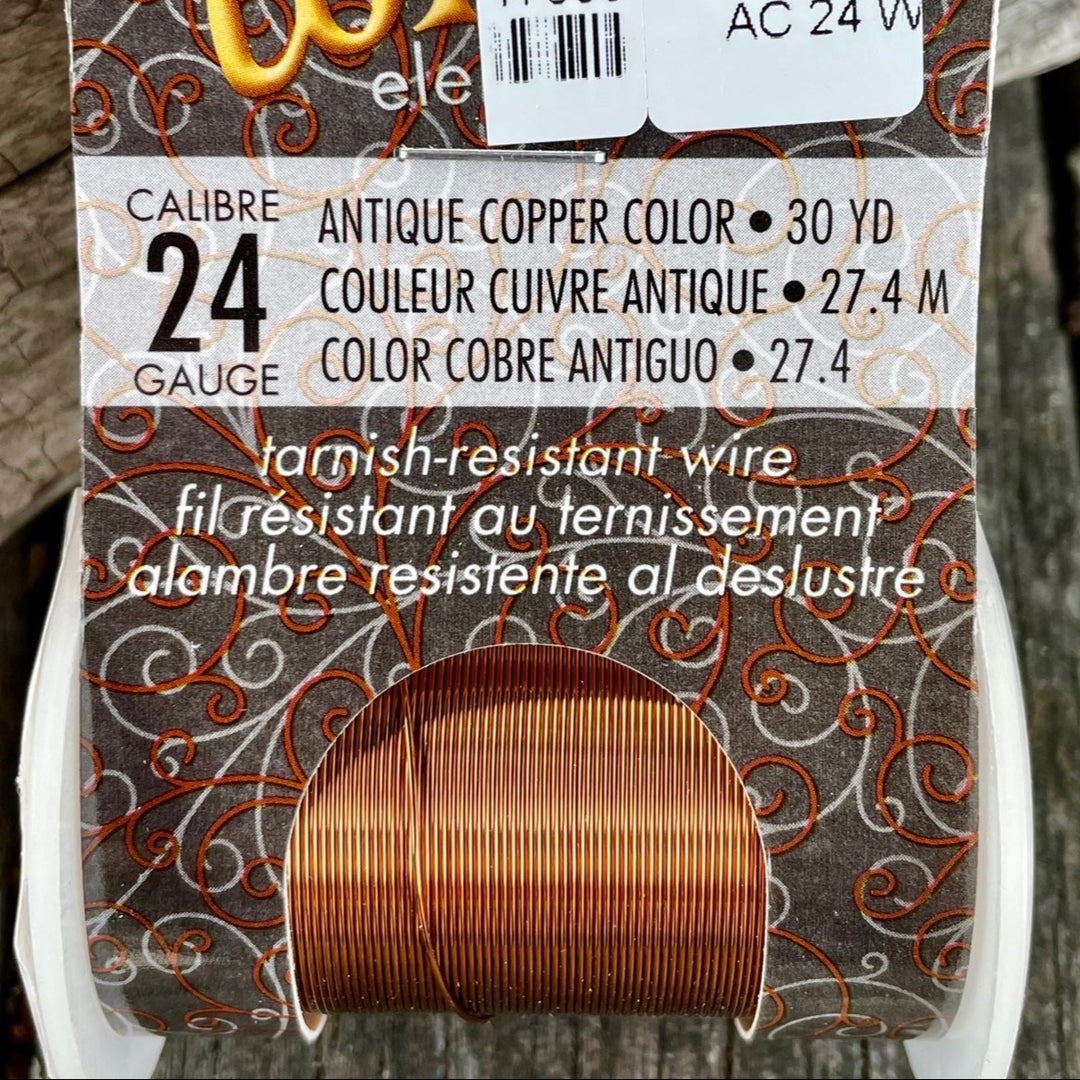 AC 24
CALIBRE
24
GAUGE
ANTIQUE COPPER COLOR • 30 YD
COULEUR CUIVRE ANTIQUE • 27.4 M
COLOR COBRE ANTIGUO • 27.4
tarnish-resistant wire
fil résistant au ternissement
alambre resistente al deslustre